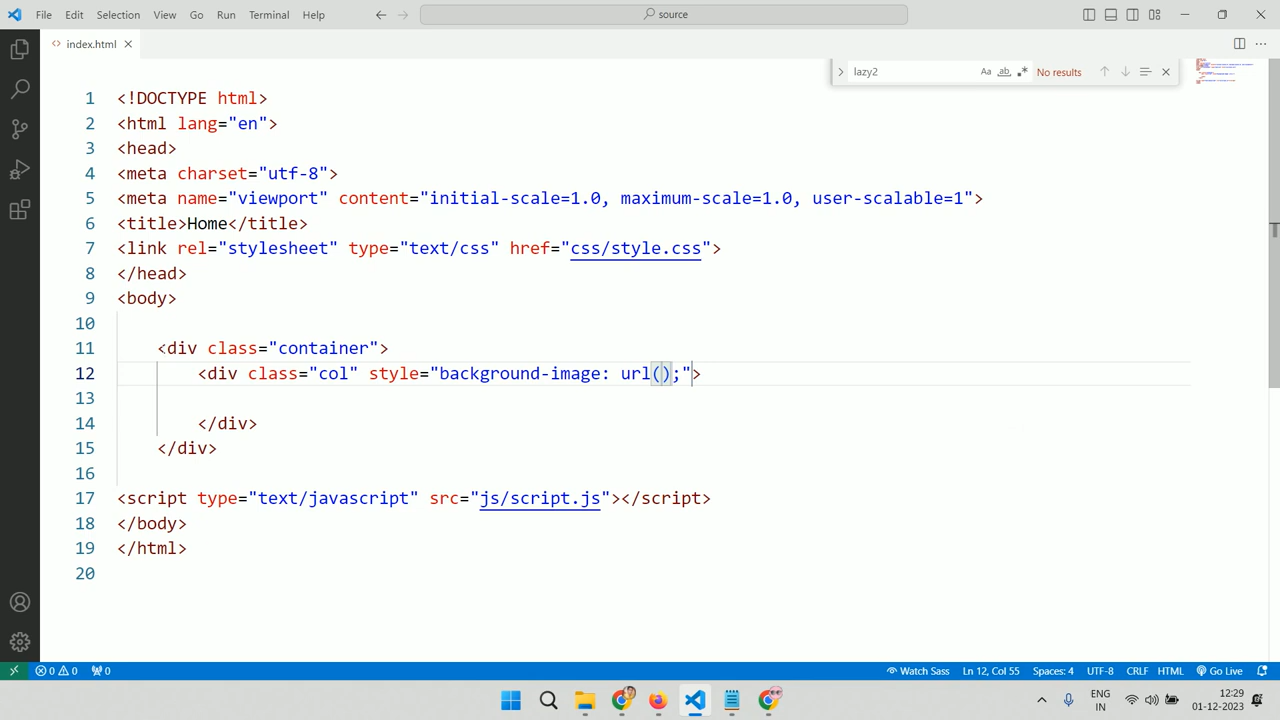 File Edit Selection View Go Run Terminal Help source
index.html
lazy2 Aa ab No results
1 <!DOCTYPE html>
2 <html lang="en">
3 <head>
4 <meta charset="utf-8">
5 <meta name="viewport" content="initial-scale=1.0, maximum-scale=1.0, user-scalable=1">
6 <title>Home</title>
7 <link rel="stylesheet" type="text/css" href="css/style.css">
8 </head>
9 <body>
10
11 <div class="container">
12 <div class="col" style="background-image: url();">
13
14 </div>
15 </div>
16
17 <script type="text/javascript" src="js/script.js"></script>
18 </body>
19 </html>
20
0 0 0 Watch Sass Ln 12, Col 55 Spaces: 4 UTF-8 CRLF HTML Go Live
ENG 12:29
IN 01-12-2023